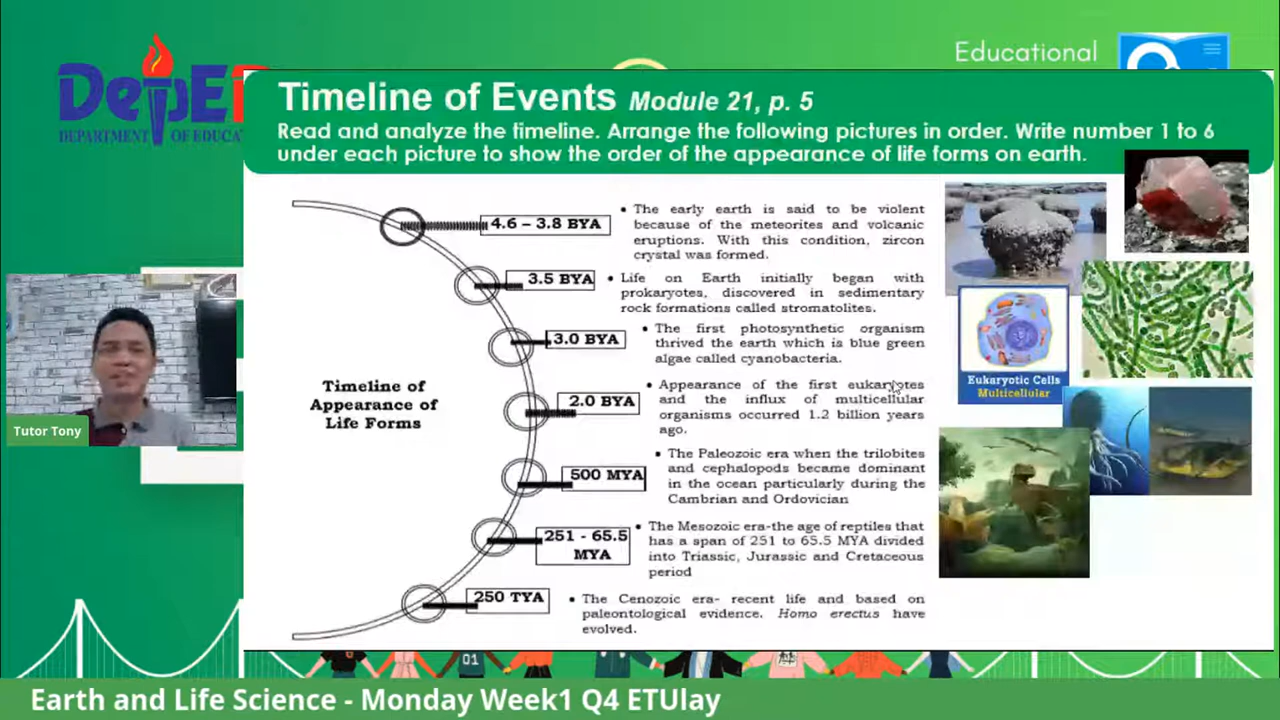 Educational
DepE
DEPARTMENT OF EDUCA
Timeline of Events Module 21, p. 5
Read and analyze the timeline. Arrange the following pictures in order. Write number 1 to 6
under each picture to show the order of the appearance of life forms on earth.
4.6 – 3.8 BYA
• The early earth is said to be violent
because of the meteorites and volcanic
eruptions. With this condition, zircon
crystal was formed.
3.5 BYA
• Life on Earth initially began with
prokaryotes, discovered in sedimentary
rock formations called stromatolites.
3.0 BYA
• The first photosynthetic organism
thrived the earth which is blue green
algae called cyanobacteria.
2.0 BYA
• Appearance of the first eukaryotes
and the influx of multicellular
organisms occurred 1.2 billion years
ago.
Timeline of
Appearance of
Life Forms
500 MYA
• The Paleozoic era when the trilobites
and cephalopods became dominant
in the ocean particularly during the
Cambrian and Ordovician
251 - 65.5
MYA
• The Mesozoic era-the age of reptiles that
has a span of 251 to 65.5 MYA divided
into Triassic, Jurassic and Cretaceous
period
250 TYA
• The Cenozoic era- recent life and based on
paleontological evidence. Homo erectus have
evolved.
Eukaryotic Cells
Multicellular
Tutor Tony
01
Earth and Life Science - Monday Week1 Q4 ETUlay